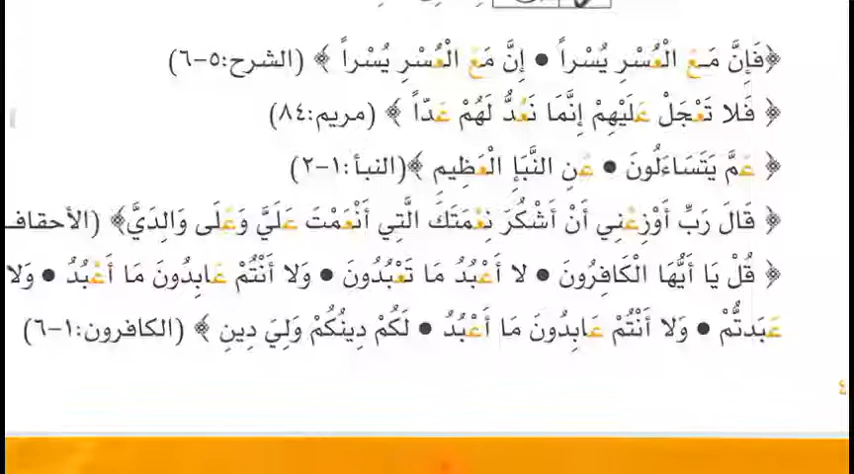 ﴿فَإِنَّ مَعَ الْعُسْرِ يُسْراً • إِنَّ مَعَ الْعُسْرِ يُسْراً ﴾ (الشرح:٥-٦)
﴿ فَلا تَعْجَلْ عَلَيْهِمْ إِنَّمَا نَعُدُّ لَهُمْ عَدّاً ﴾ (مريم:٨٤)
﴿ عَمَّ يَتَسَاءَلُونَ • عَنِ النَّبَإِ الْعَظِيمِ ﴾(النبأ:١-٢)
﴿ قَالَ رَبِّ أَوْزِعْنِي أَنْ أَشْكُرَ نِعْمَتَكَ الَّتِي أَنْعَمْتَ عَلَيَّ وَعَلَى وَالِدَيَّ﴾ (الأحقاف
﴿ قُلْ يَا أَيُّهَا الْكَافِرُونَ • لا أَعْبُدُ مَا تَعْبُدُونَ • وَلا أَنْتُمْ عَابِدُونَ مَا أَعْبُدُ • وَلا
عَبَدتُّمْ • وَلا أَنْتُمْ عَابِدُونَ مَا أَعْبُدُ • لَكُمْ دِينُكُمْ وَلِيَ دِينِ ﴾ (الكافرون:١-٦)
٤